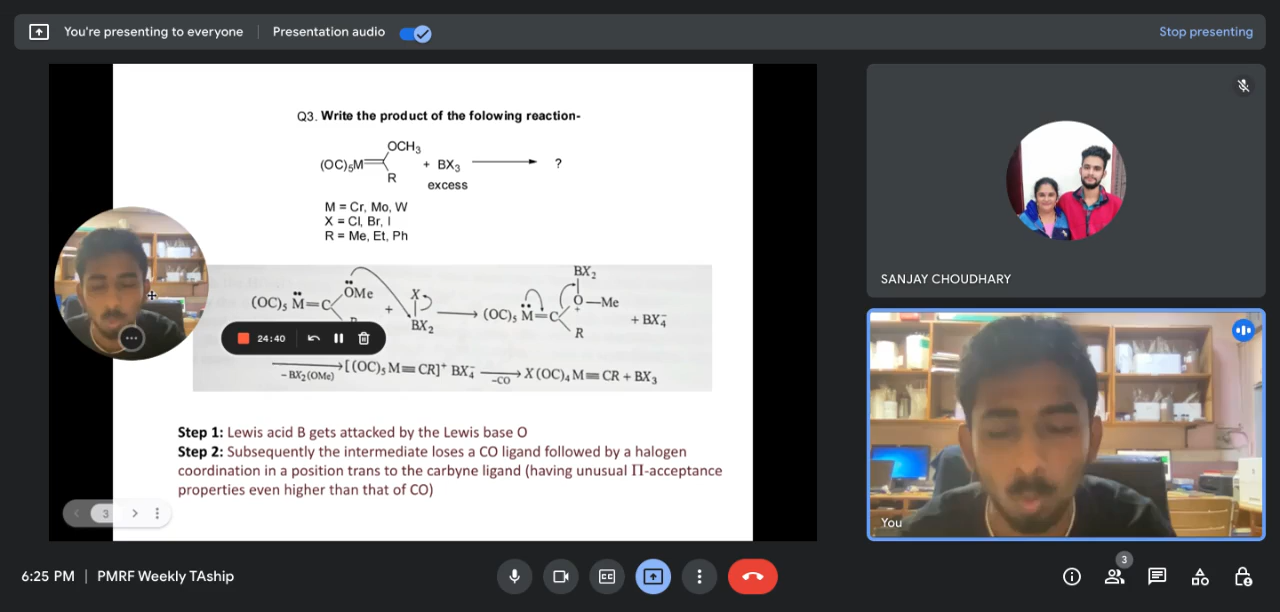 You're presenting to everyone
Presentation audio
Stop presenting
Q3. Write the product of the folowing reaction-
OCH3
(OC)5M
+ BX3
?
R
excess
M = Cr, Mo, W
X = Cl, Br, I
R = Me, Et, Ph
BX2
ÖMe
X
(OC)5 M̈=C
+
(OC)5 M̈=C
O—Me
+
+ BX4-
BX2
R
24:40
-BX2(OMe)
[(OC)5 M≡CR]+ BX4-
-CO
X(OC)4 M≡CR + BX3
Step 1: Lewis acid B gets attacked by the Lewis base O
Step 2: Subsequently the intermediate loses a CO ligand followed by a halogen
coordination in a position trans to the carbyne ligand (having unusual Π-acceptance
properties even higher than that of CO)
3
SANJAY CHOUDHARY
You
6:25 PM | PMRF Weekly TAship
CC
3